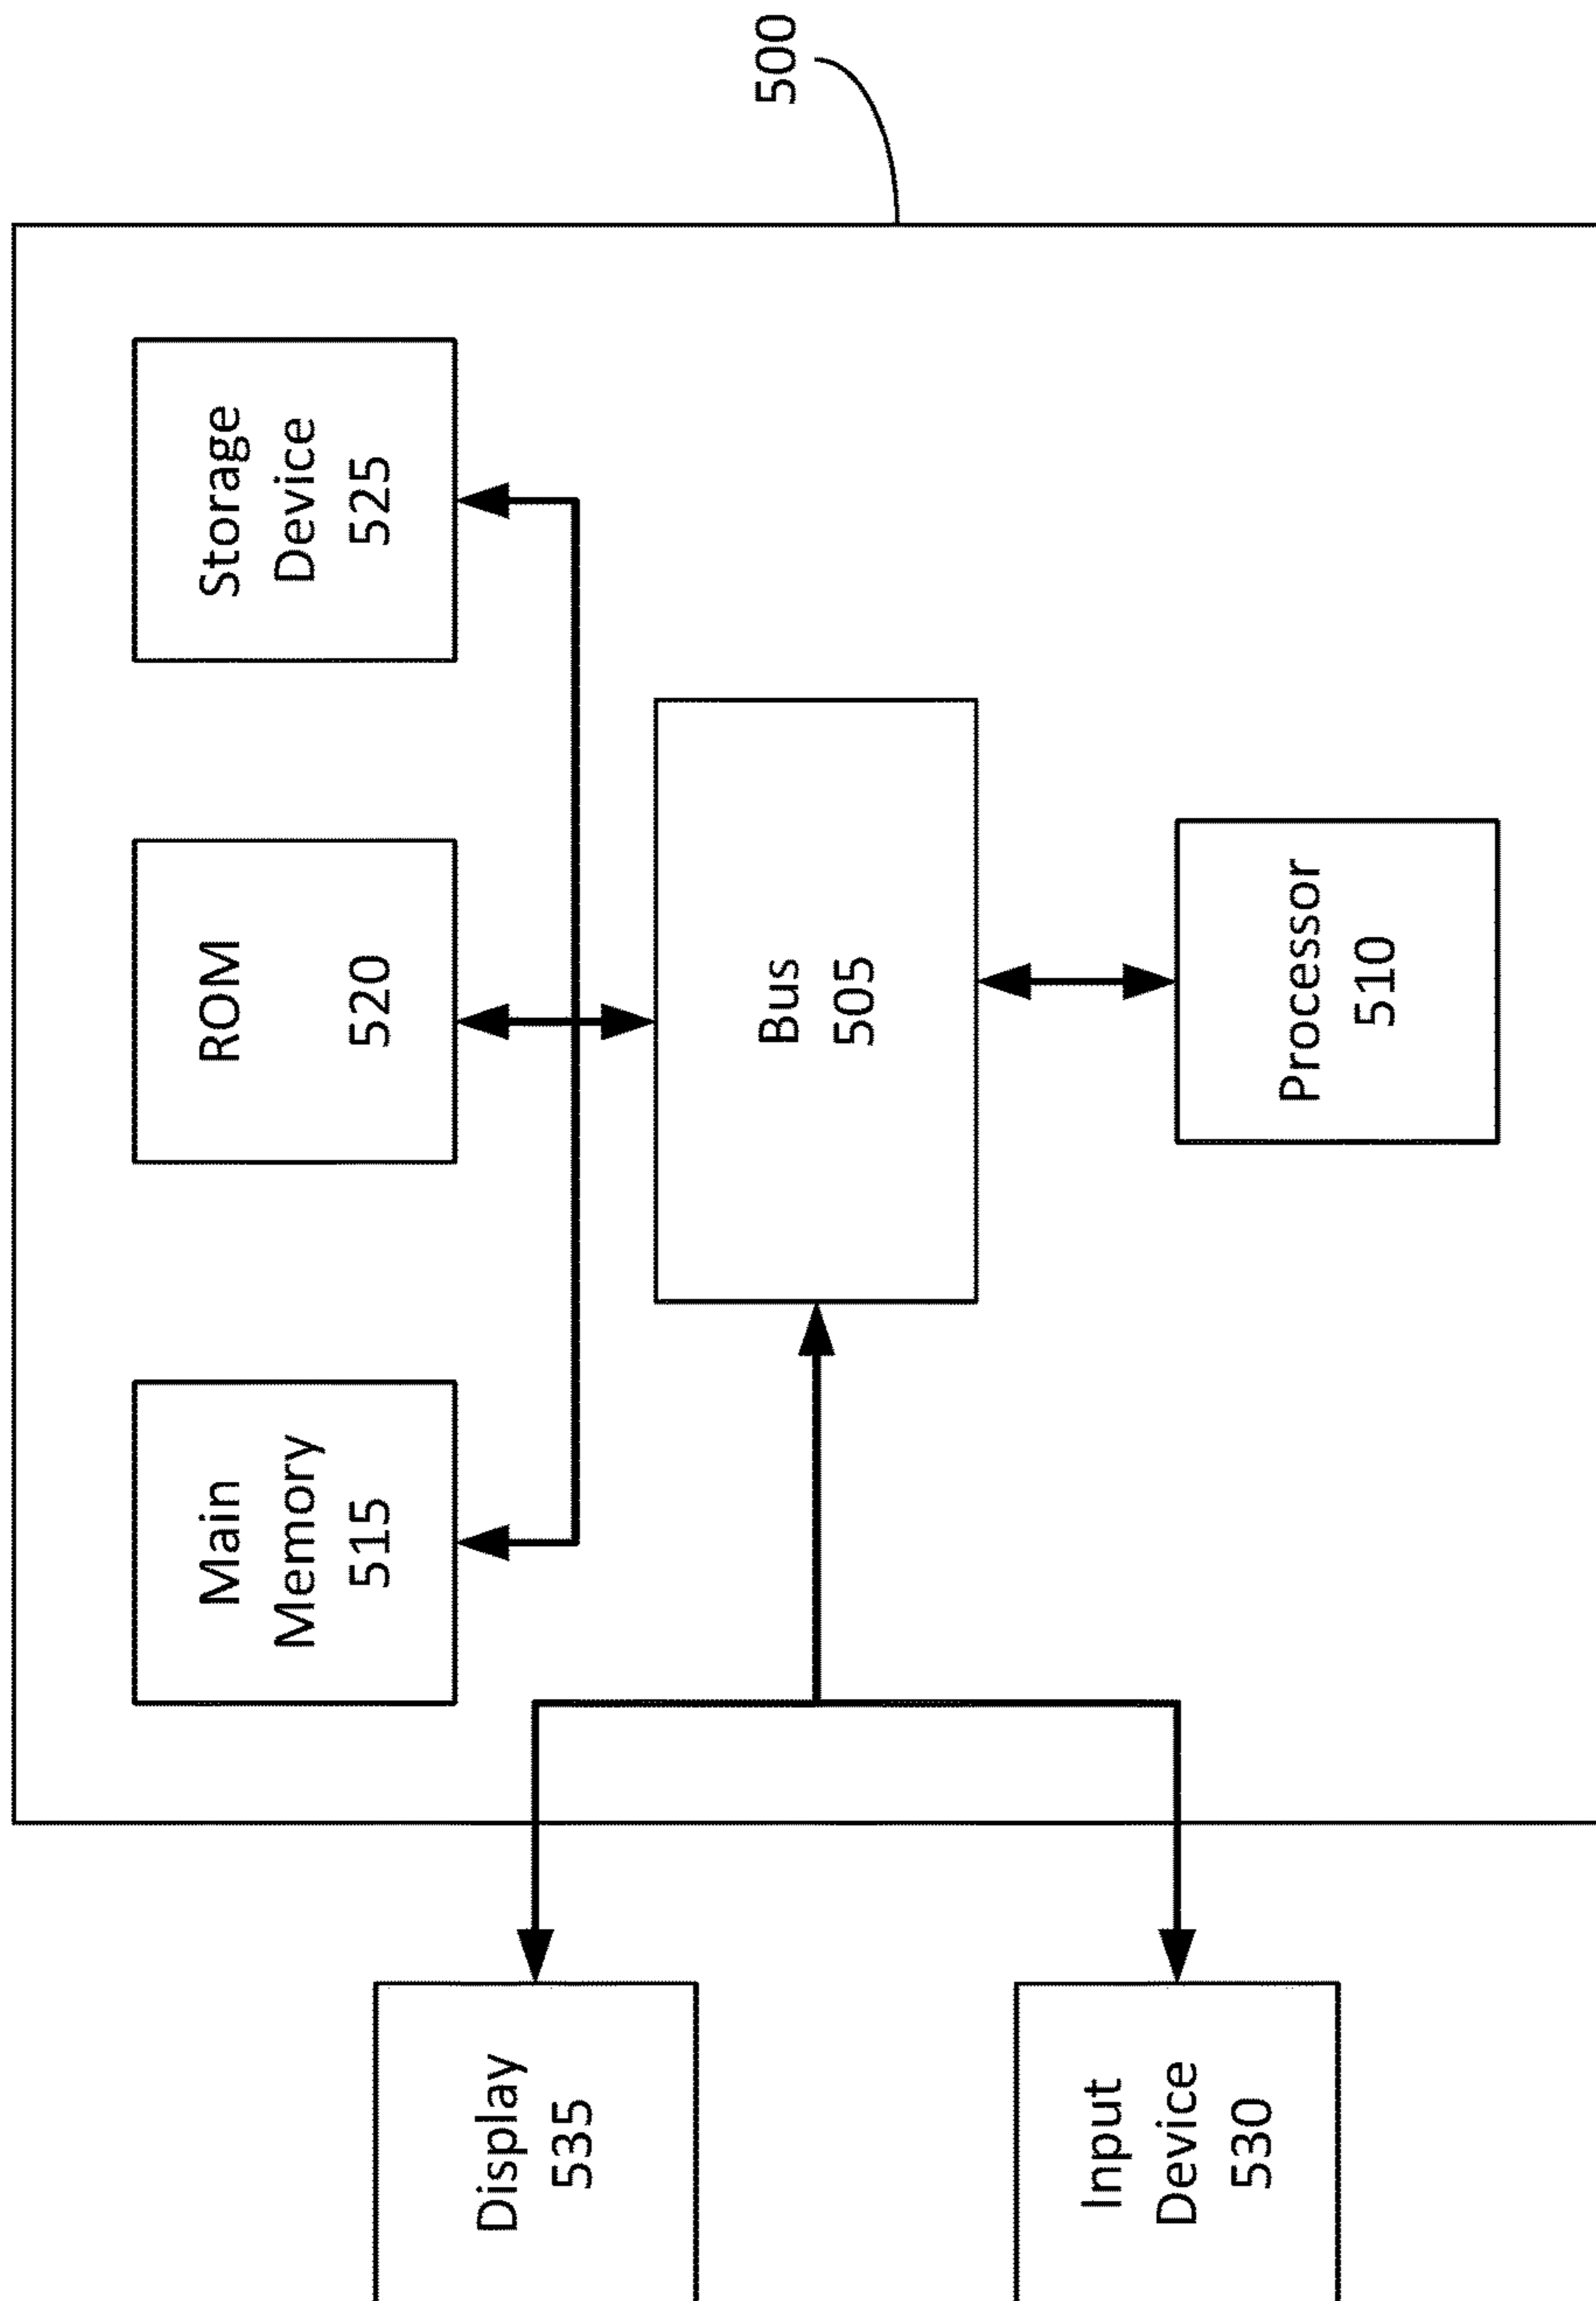 500
Main
Memory
515
ROM
520
Storage
Device
525
Display
535
Bus
505
Input
Device
530
Processor
510